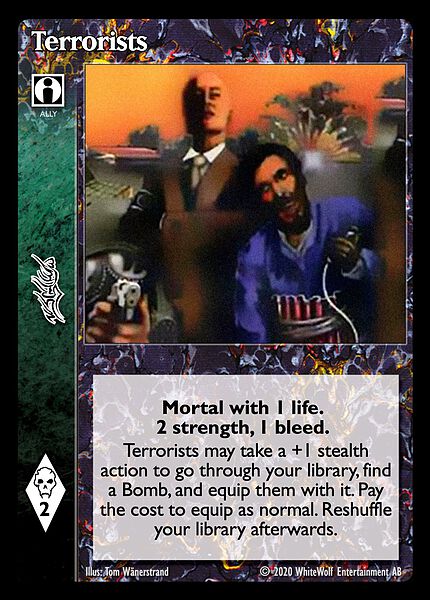 Terrorists
ALLY
Mortal with 1 life.
2 strength, 1 bleed.
Terrorists may take a +1 stealth
action to go through your library, find
a Bomb, and equip them with it. Pay
the cost to equip as normal. Reshuffle
your library afterwards.
2
Illus: Tom Wänerstrand
© 2020 WhiteWolf Entertainment AB